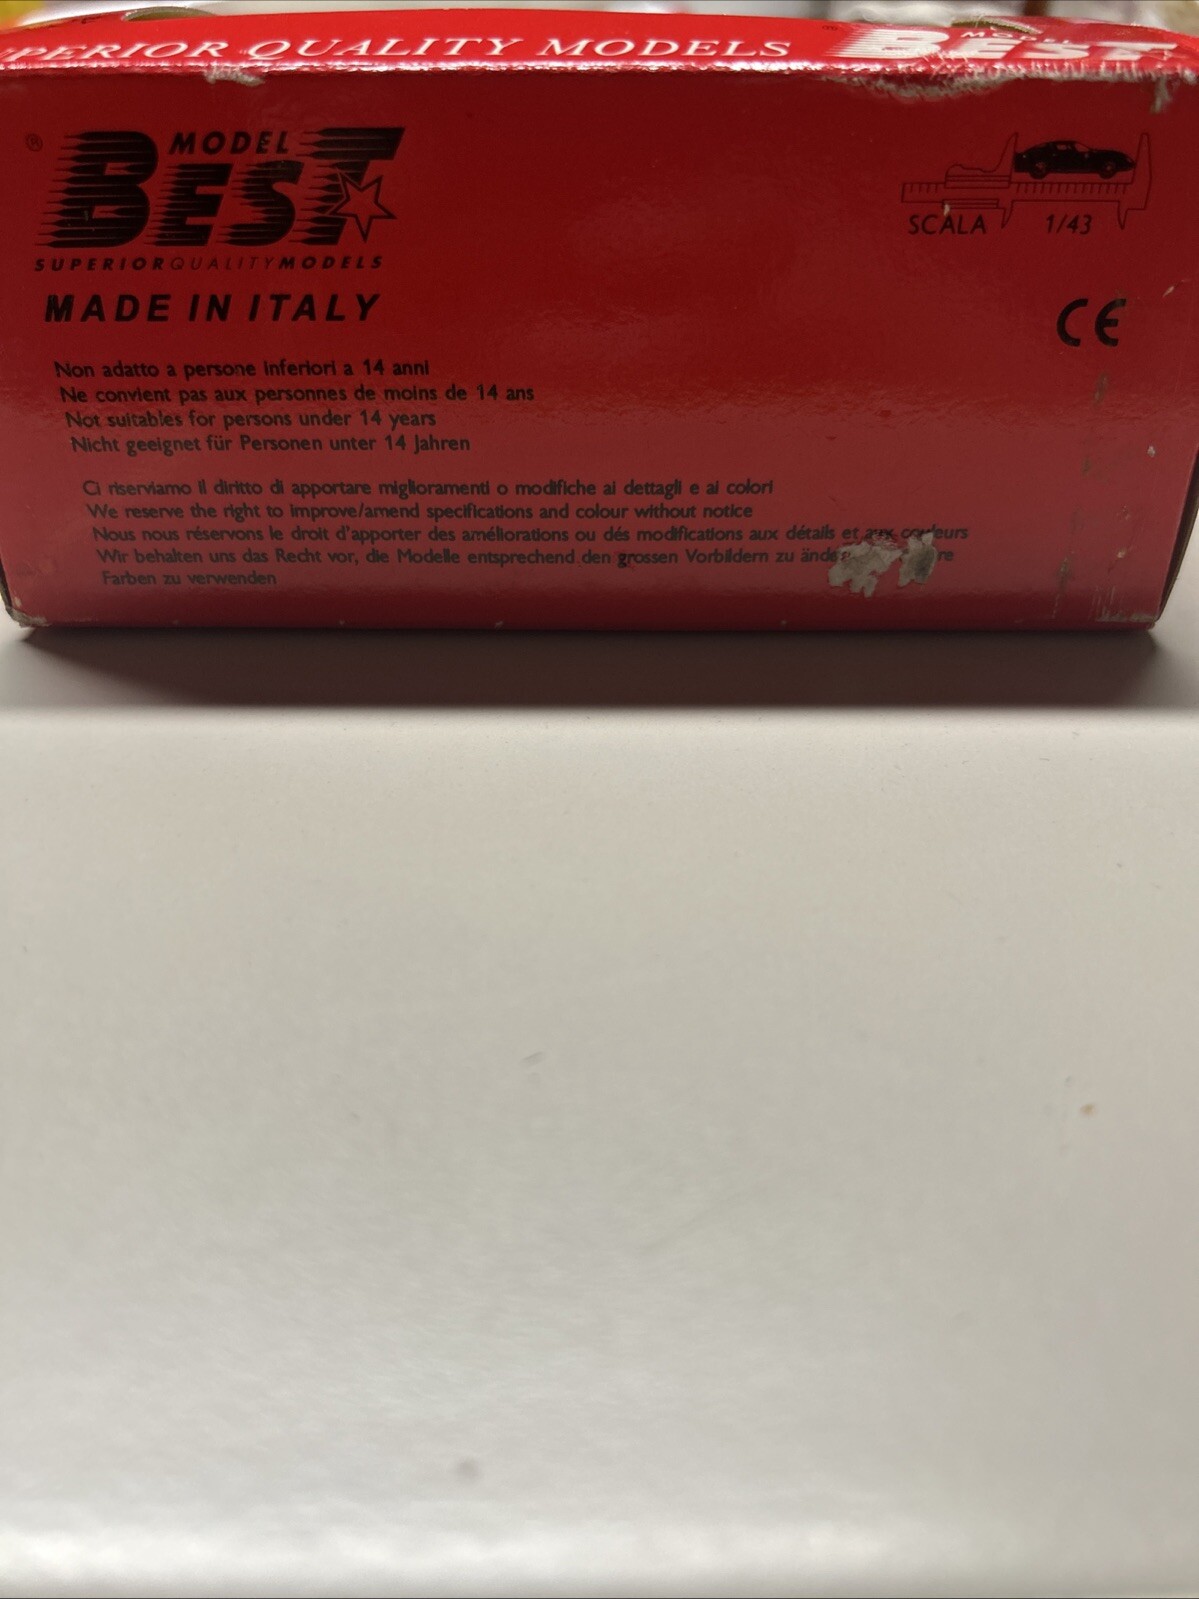 PERIOR QUALITY MODELS
BEST
® MODEL
BEST
SUPERIORQUALITYMODELS
MADE IN ITALY
SCALA 1/43
CE
Non adatto a persone inferiori a 14 anni
Ne convient pas aux personnes de moins de 14 ans
Not suitables for persons under 14 years
Nicht geeignet für Personen unter 14 Jahren
Ci riserviamo il diritto di apportare miglioramenti o modifiche ai dettagli e ai colori
We reserve the right to improve/amend specifications and colour without notice
Nous nous réservons le droit d'apporter des améliorations ou dés modifications aux détails et aux couleurs
Wir behalten uns das Recht vor, die Modelle entsprechend den grossen Vorbildern zu
Farben zu verwenden